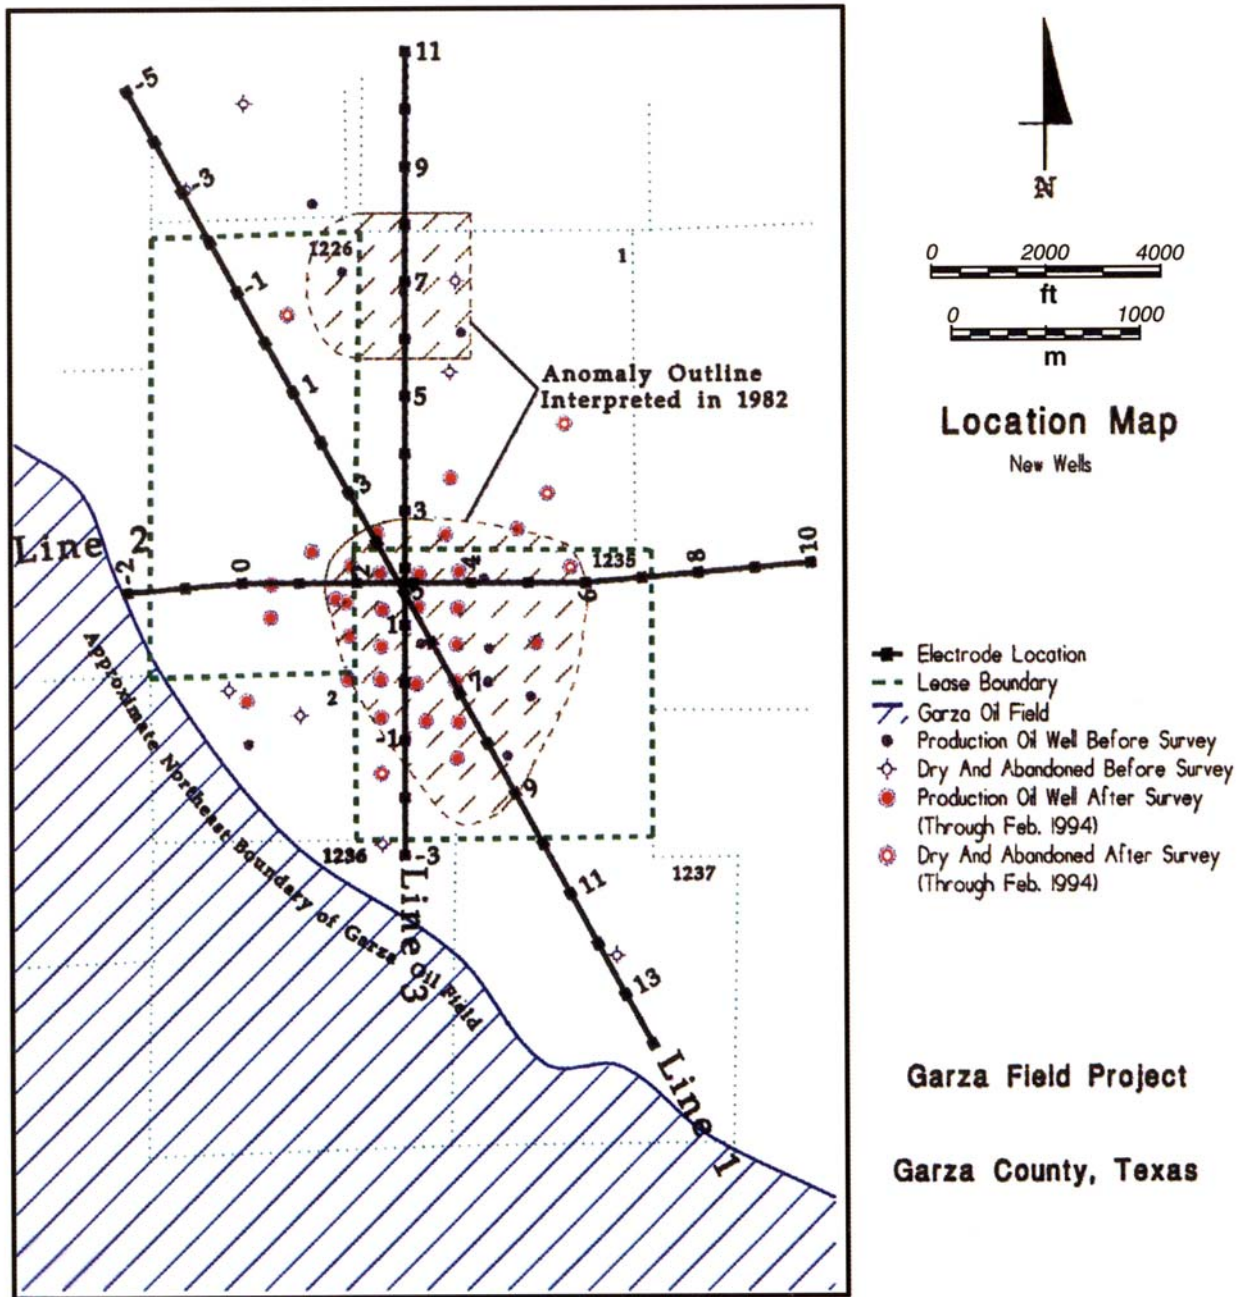 -5
11
-3
9
1226
1
-1
7
Anomaly Outline
Interpreted in 1982
1
5
3
3
Line 2
-2
0
2
4
1235
6
8
10
1
2
7
-1
9
1236
-3
1237
11
13
Line 3
Line 1
Approximate Northeast Boundary of Garza Oil Field
N
0 2000 4000
ft
0 1000
m
Location Map
New Wells
Electrode Location
Lease Boundary
Garza Oil Field
Production Oil Well Before Survey
Dry And Abandoned Before Survey
Production Oil Well After Survey
(Through Feb. 1994)
Dry And Abandoned After Survey
(Through Feb. 1994)
Garza Field Project
Garza County, Texas